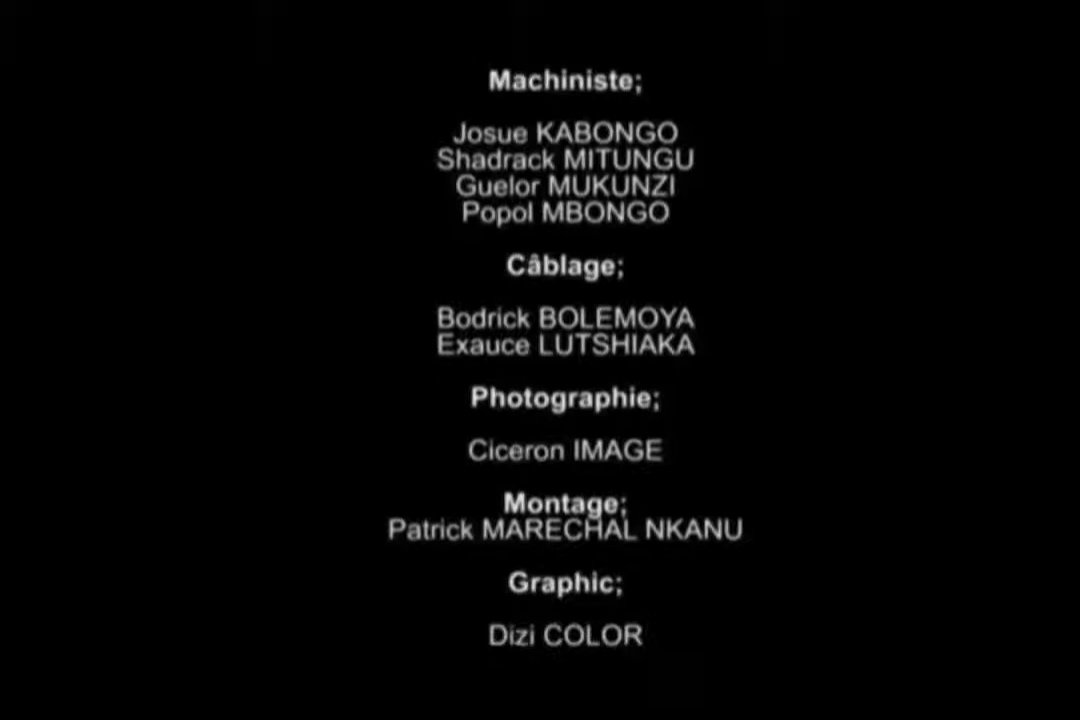 Machiniste;
Josue KABONGO
Shadrack MITUNGU
Guelor MUKUNZI
Popol MBONGO
Câblage;
Bodrick BOLEMOYA
Exauce LUTSHIAKA
Photographie;
Ciceron IMAGE
Montage;
Patrick MARECHAL NKANU
Graphic;
Dizi COLOR